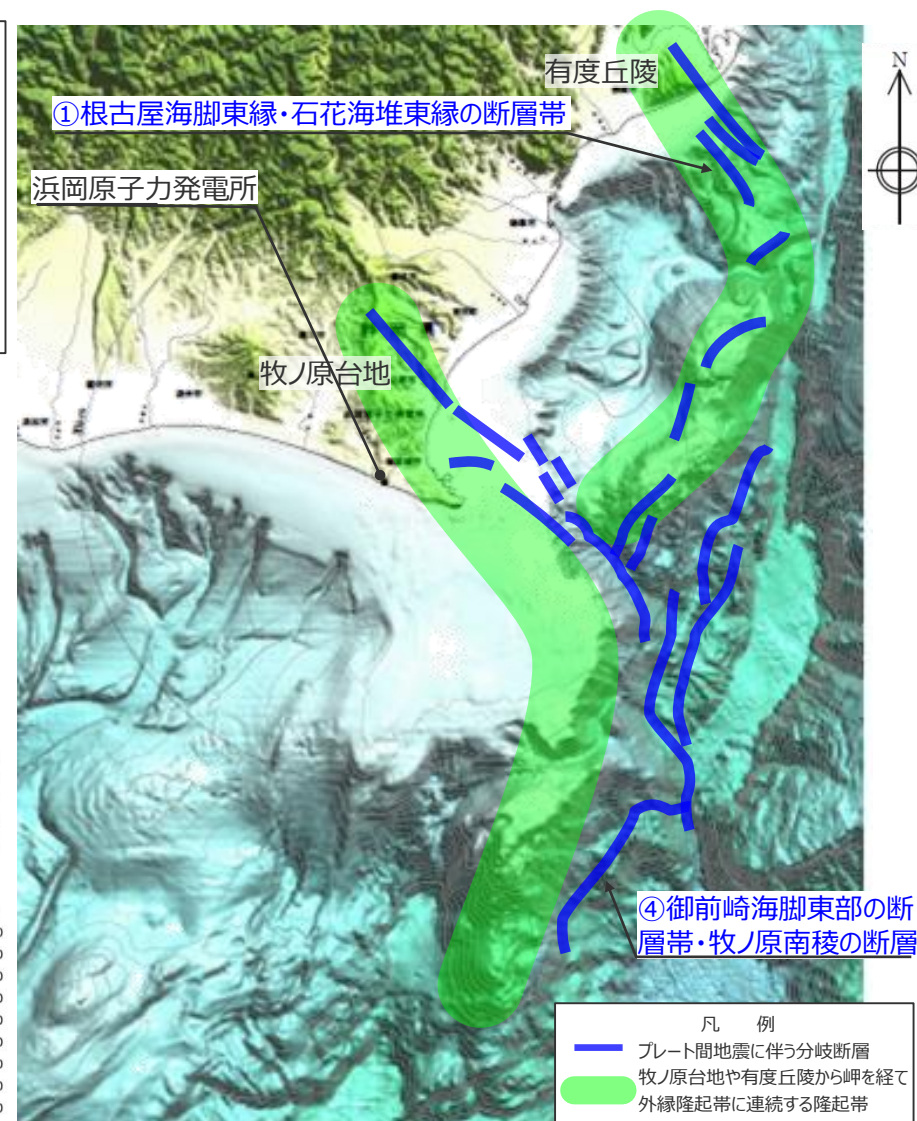 N
有度丘陵
①根古屋海脚東縁・石花海堆東縁の断層帯
浜岡原子力発電所
牧ノ原台地
④御前崎海脚東部の断
層帯・牧ノ原南稜の断層
凡 例
プレート間地震に伴う分岐断層
牧ノ原台地や有度丘陵から岬を経て
外縁隆起帯に連続する隆起帯